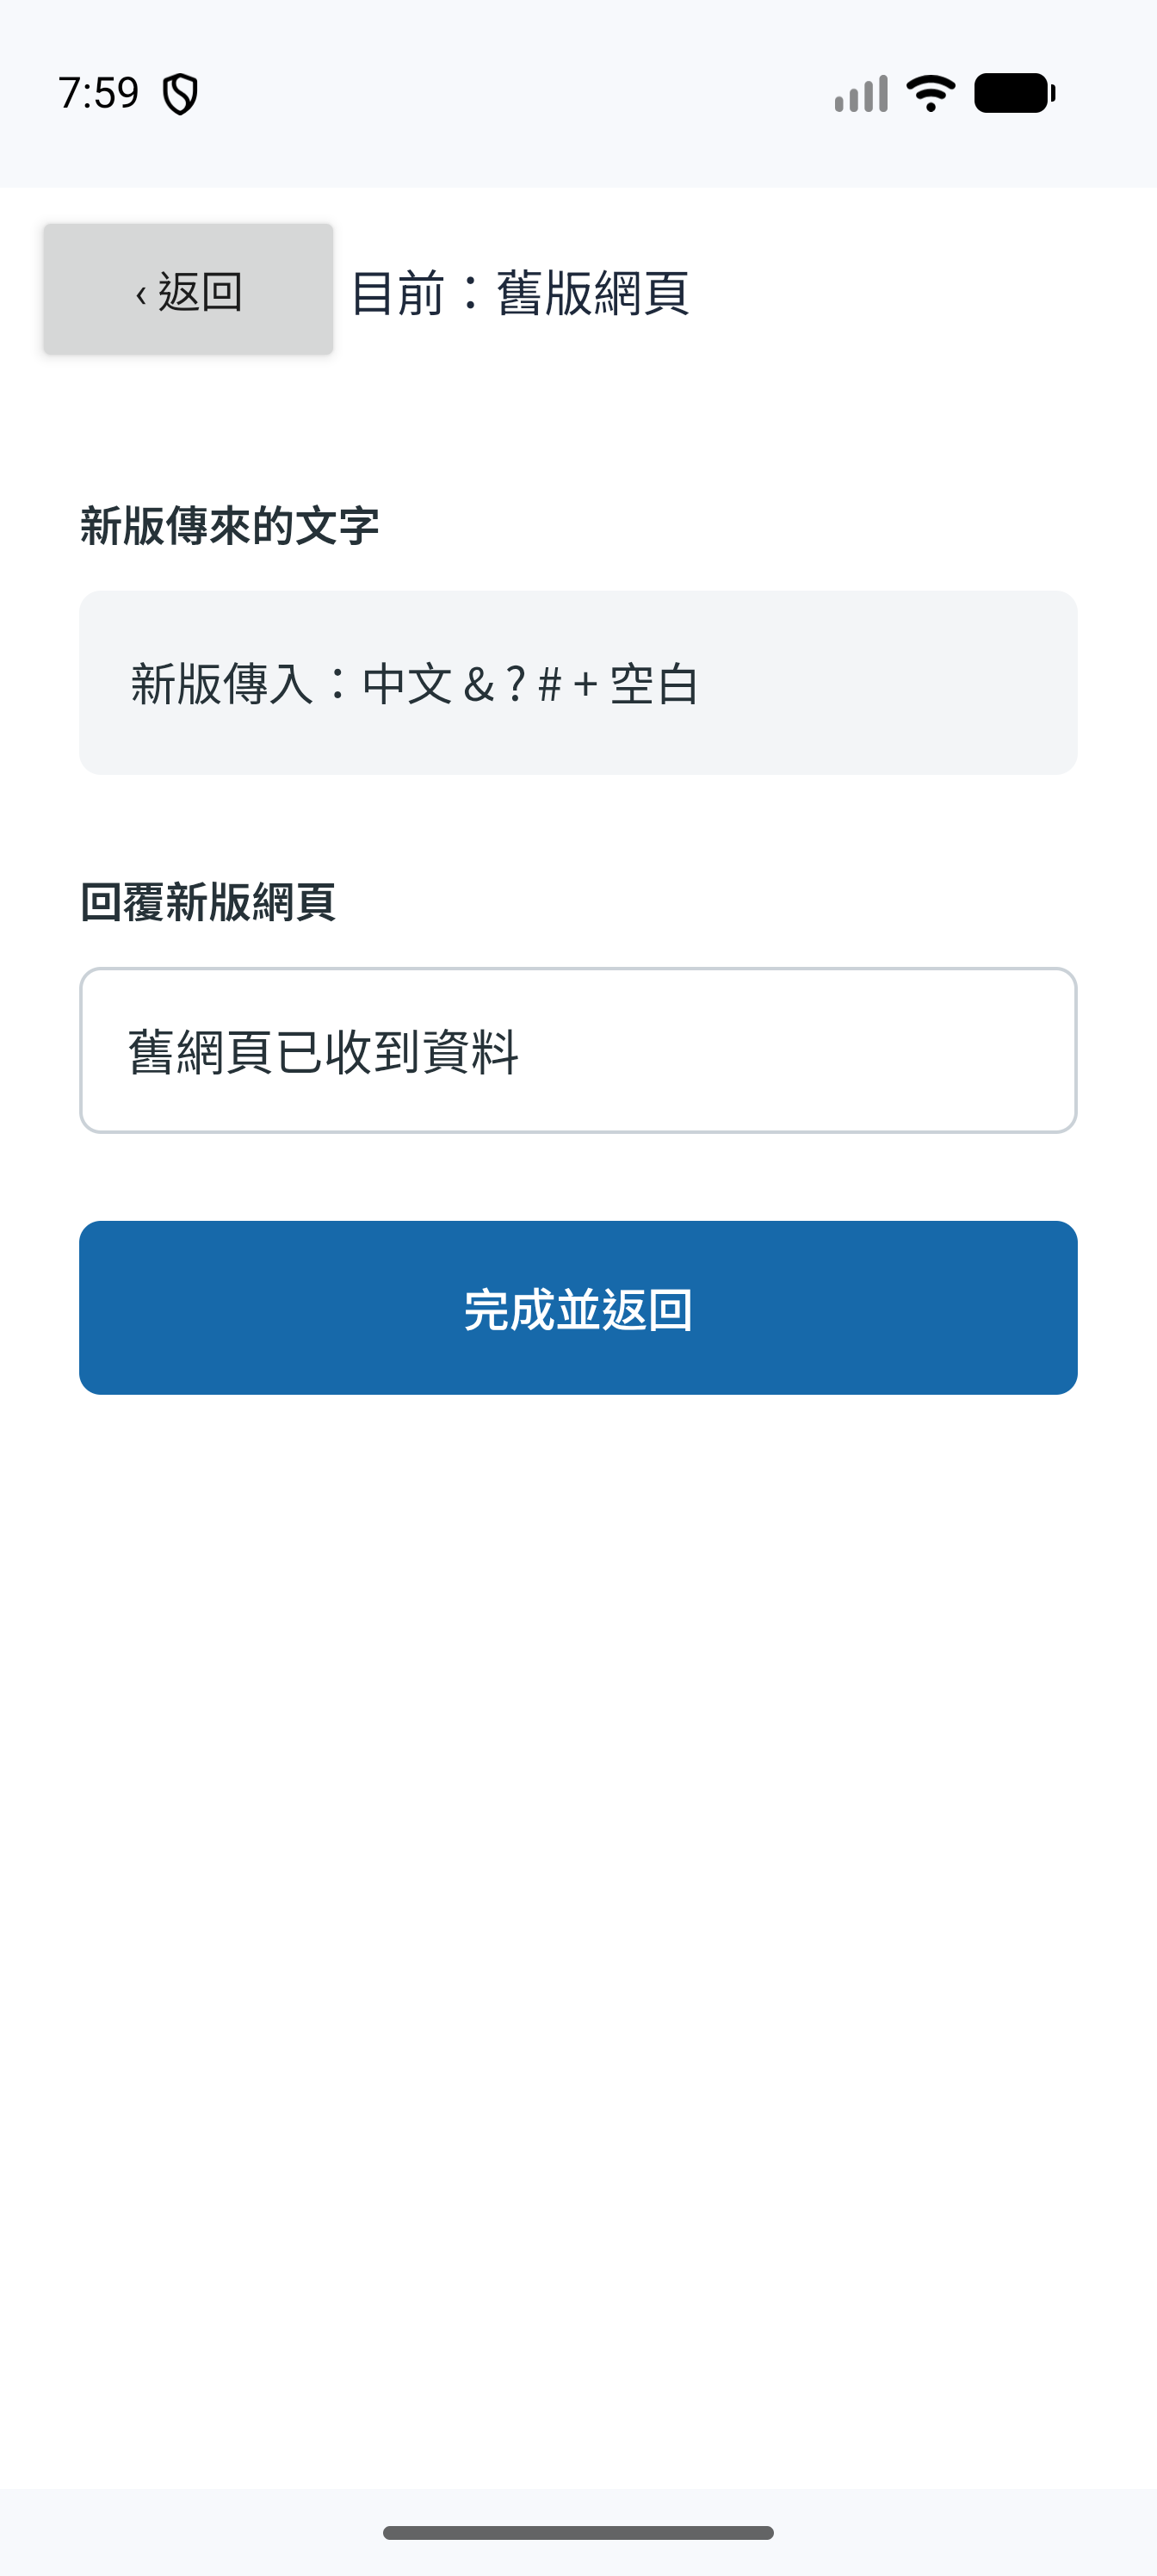 7:59
‹ 返回
目前：舊版網頁
新版傳來的文字
新版傳入：中文 & ? # + 空白
回覆新版網頁
舊網頁已收到資料
完成並返回